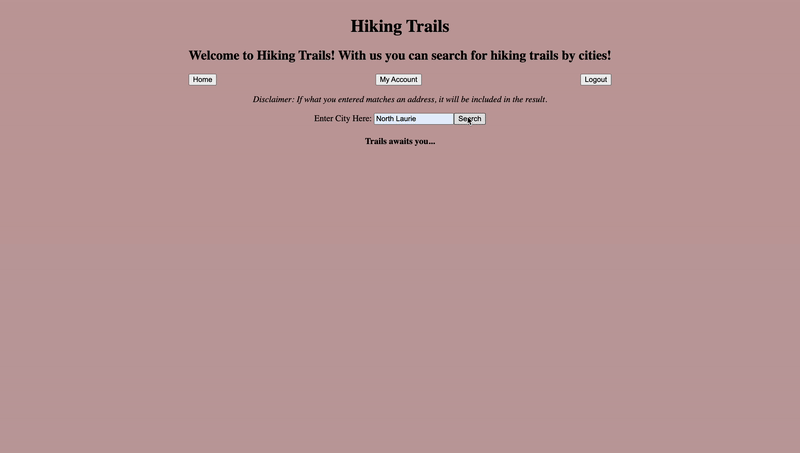 Hiking Trails
Welcome to Hiking Trails! With us you can search for hiking trails by cities!
Home My Account Logout
Disclaimer: If what you entered matches an address, it will be included in the result.
Enter City Here: North Laurie Search
Trails awaits you...